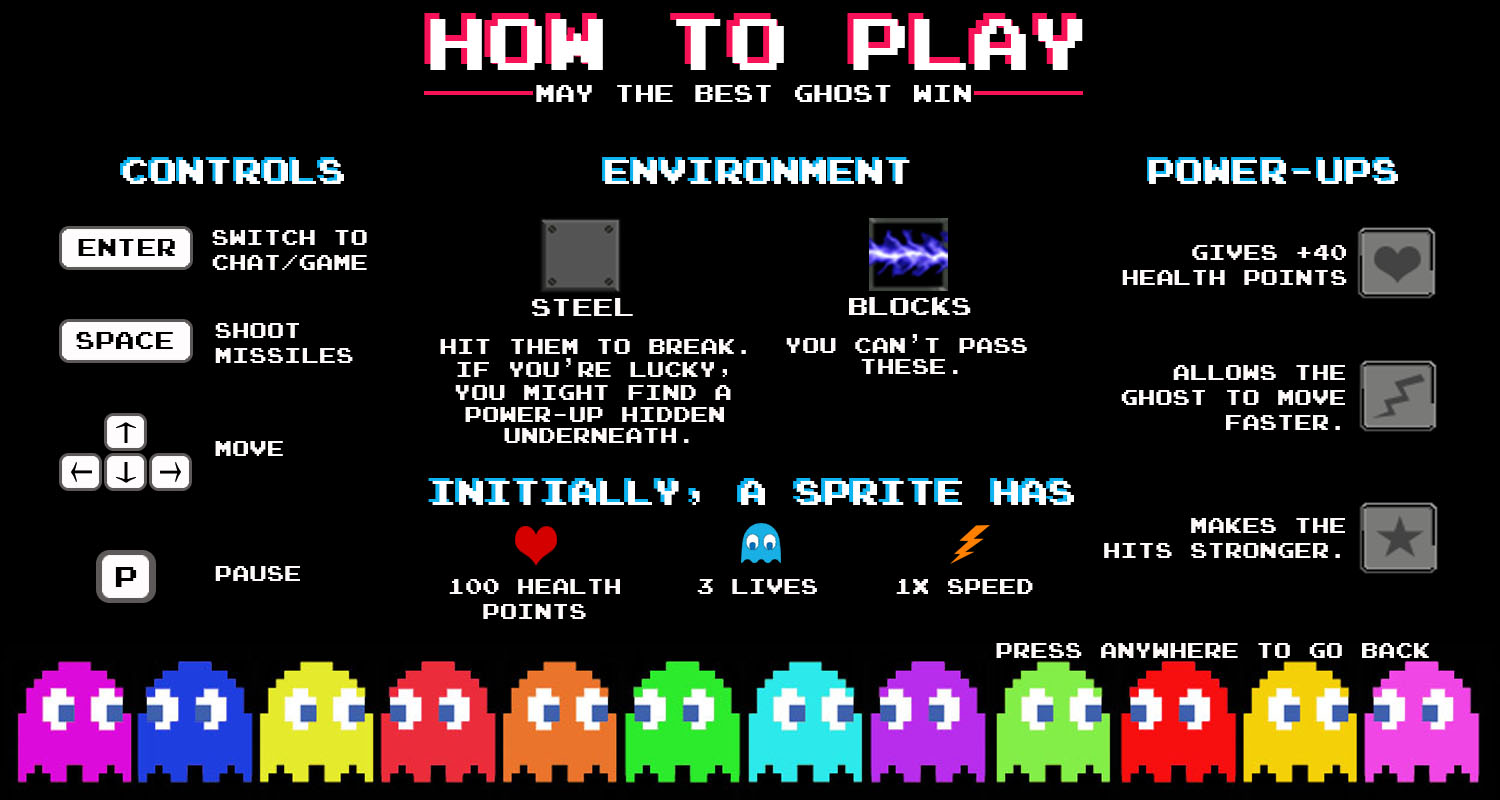 HOW TO PLAY
MAY THE BEST GHOST WIN
CONTROLS
ENTER
SWITCH TO
CHAT/GAME
SPACE
SHOOT
MISSILES
↑
← ↓ →
MOVE
P
PAUSE
ENVIRONMENT
STEEL
HIT THEM TO BREAK.
IF YOU'RE LUCKY,
YOU MIGHT FIND A
POWER-UP HIDDEN
UNDERNEATH.
BLOCKS
YOU CAN'T PASS
THESE.
INITIALLY, A SPRITE HAS
100 HEALTH
POINTS
3 LIVES
1X SPEED
POWER-UPS
GIVES +40
HEALTH POINTS
ALLOWS THE
GHOST TO MOVE
FASTER.
MAKES THE
HITS STRONGER.
PRESS ANYWHERE TO GO BACK